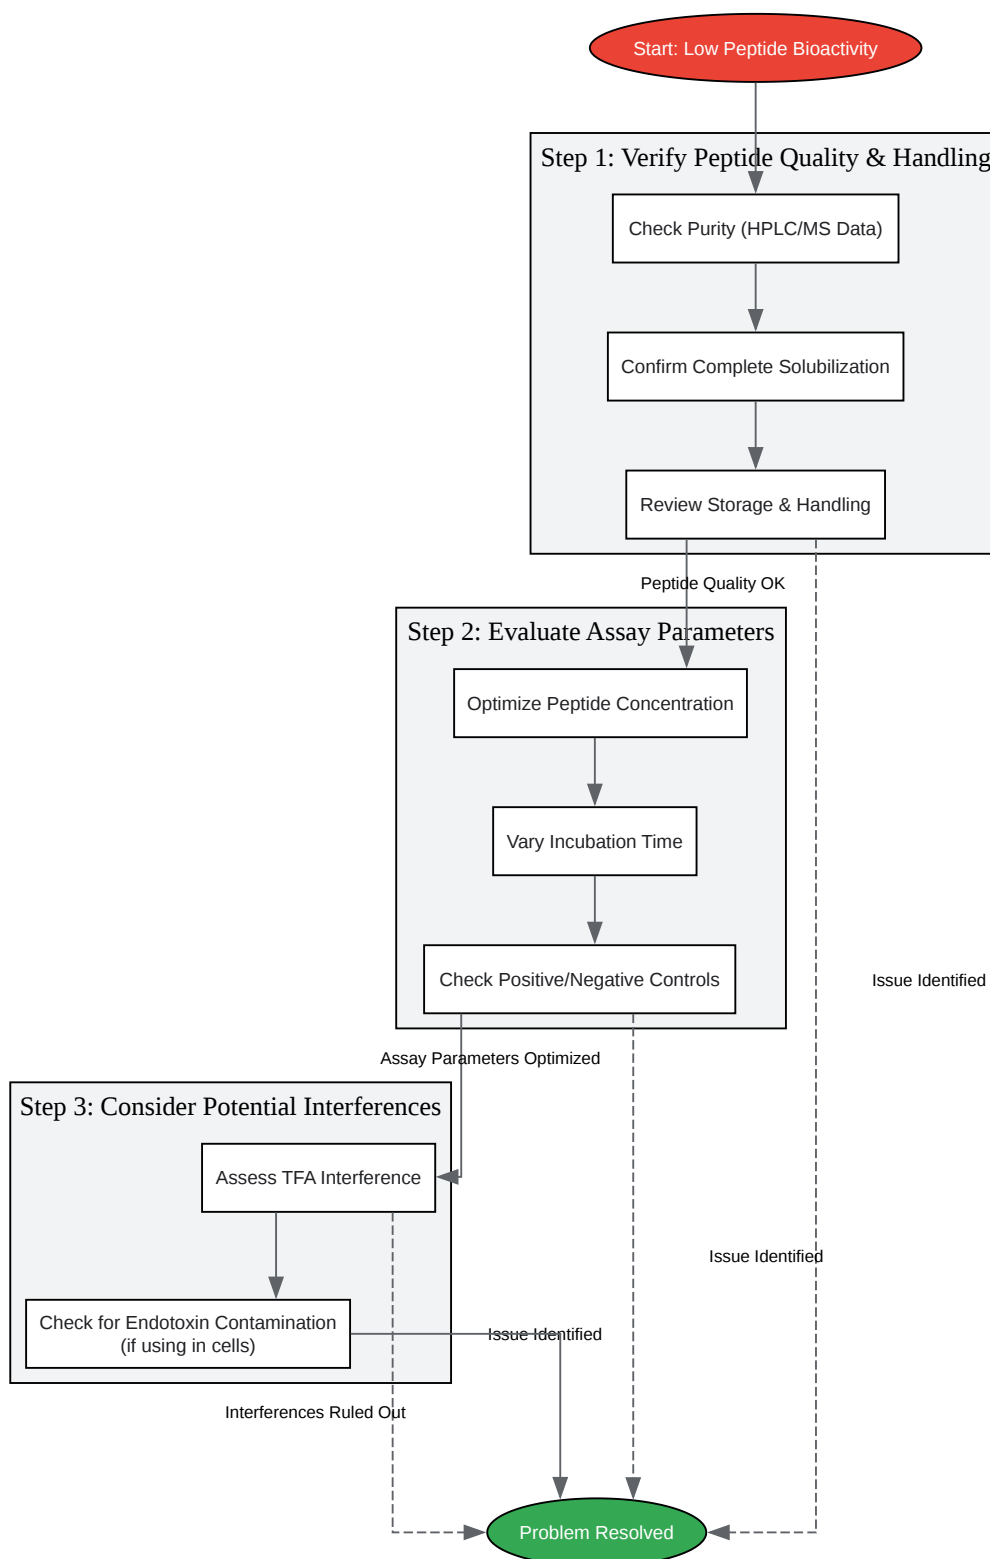 Start: Low Peptide Bioactivity
Step 1: Verify Peptide Quality & Handling
Check Purity (HPLC/MS Data)
Confirm Complete Solubilization
Review Storage & Handling
Peptide Quality OK
Step 2: Evaluate Assay Parameters
Optimize Peptide Concentration
Vary Incubation Time
Check Positive/Negative Controls
Issue Identified
Assay Parameters Optimized
Step 3: Consider Potential Interferences
Assess TFA Interference
Issue Identified
Check for Endotoxin Contamination
(if using in cells)
Issue Identified
Interferences Ruled Out
Problem Resolved